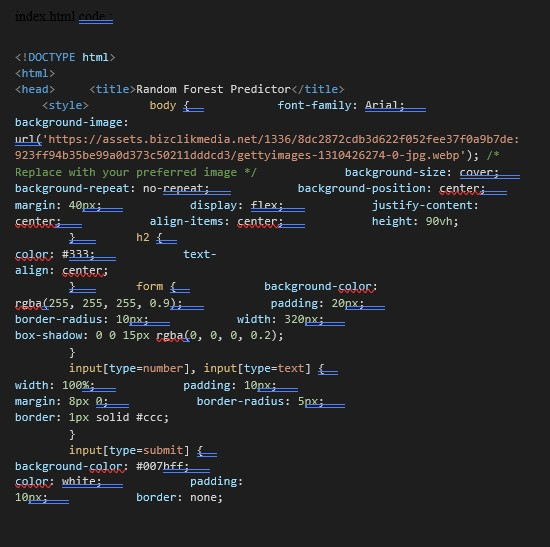 index.html code :
<!DOCTYPE html>
<html>
<head> <title>Random Forest Predictor</title>
<style> body { font-family: Arial;
background-image:
url('https://assets.bizclikmedia.net/1336/8dc2872cdb3d622f052fee37f0a9b7de:
923ff94b35be99a0d373c50211dddcd3/gettyimages-1310426274-0-jpg.webp'); /*
Replace with your preferred image */ background-size: cover;
background-repeat: no-repeat; background-position: center;
margin: 40px; display: flex; justify-content:
center; align-items: center; height: 90vh;
} h2 {
color: #333; text-
align: center;
} form { background-color:
rgba(255, 255, 255, 0.9); padding: 20px;
border-radius: 10px; width: 320px;
box-shadow: 0 0 15px rgba(0, 0, 0, 0.2);
}
input[type=number], input[type=text] {
width: 100%; padding: 10px;
margin: 8px 0; border-radius: 5px;
border: 1px solid #ccc;
}
input[type=submit] {
background-color: #007bff;
color: white; padding:
10px; border: none;